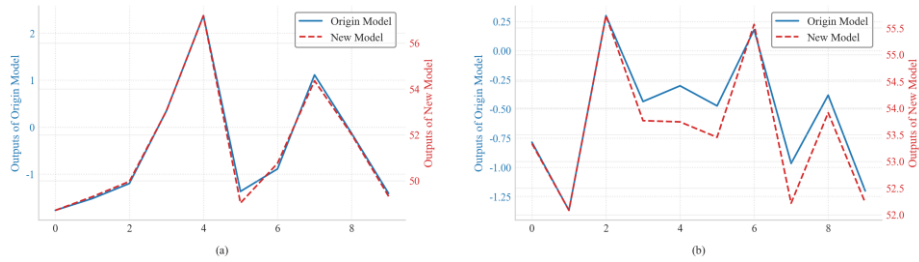 Origin Model
New Model
2
1
0
-1
Outputs of Origin Model
56
54
52
50
Outputs of New Model
0 2 4 6 8
(a)
Origin Model
New Model
0.25
0.00
-0.25
-0.50
-0.75
-1.00
-1.25
Outputs of Origin Model
55.5
55.0
54.5
54.0
53.5
53.0
52.5
52.0
Outputs of New Model
0 2 4 6 8
(b)